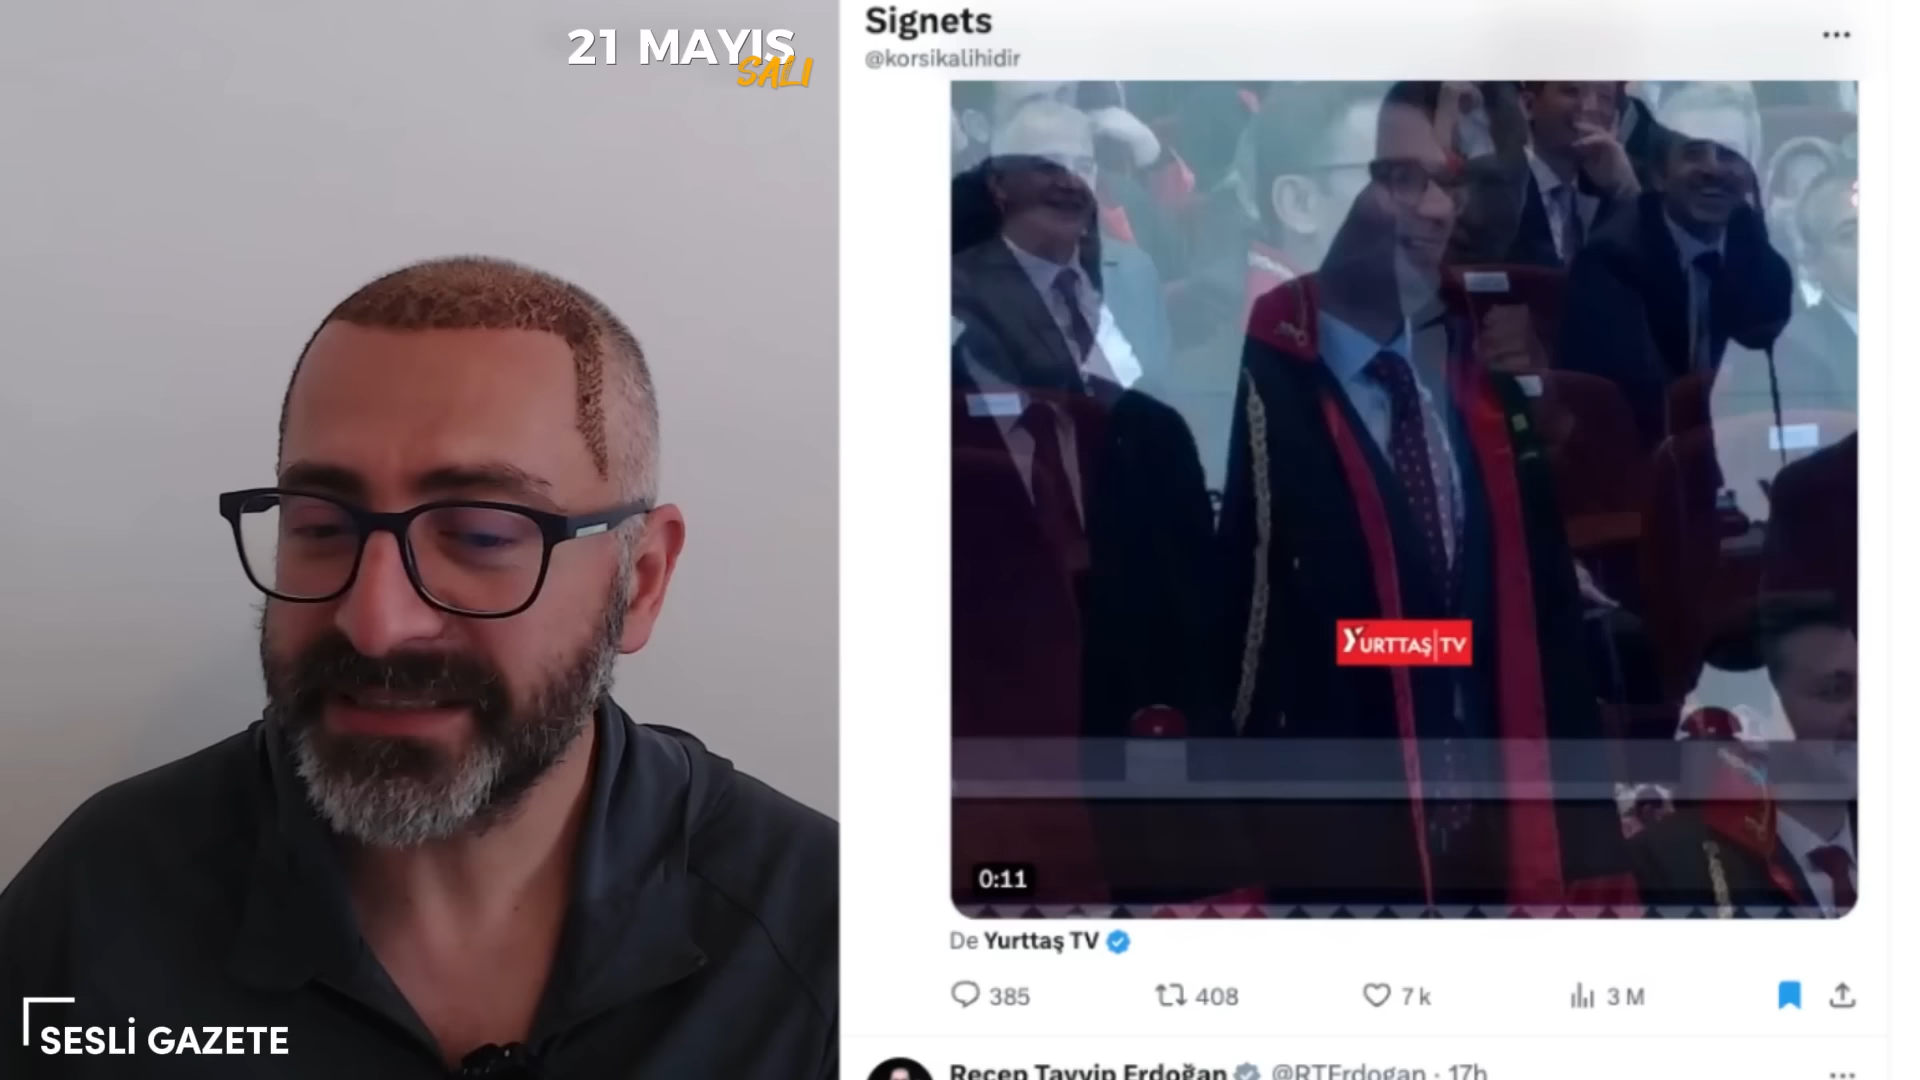 21 MAYIS
SALI
SESLİ GAZETE
Signets
@korsikalihidir
YURTTAŞ|TV
0:11
De Yurttaş TV
385
408
7 k
3 M
Recep Tayyip Erdoğan @RTErdogan · 17h